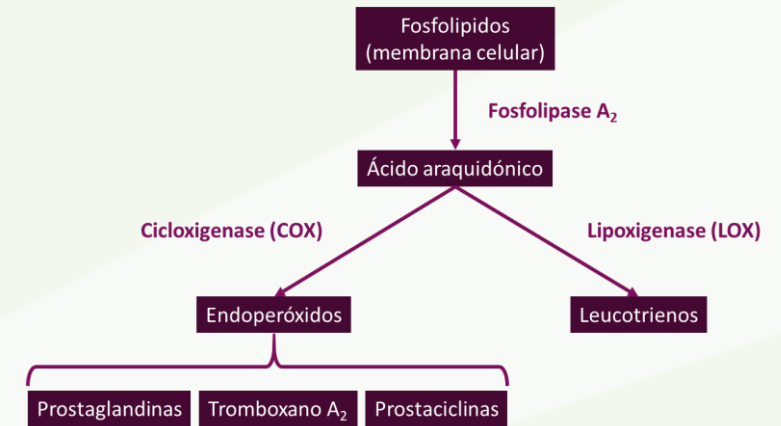 Fosfolipidos
(membrana celular)
Fosfolipase A₂
Ácido araquidónico
Cicloxigenase (COX)
Lipoxigenase (LOX)
Endoperóxidos
Leucotrienos
Prostaglandinas
Tromboxano A₂
Prostaciclinas